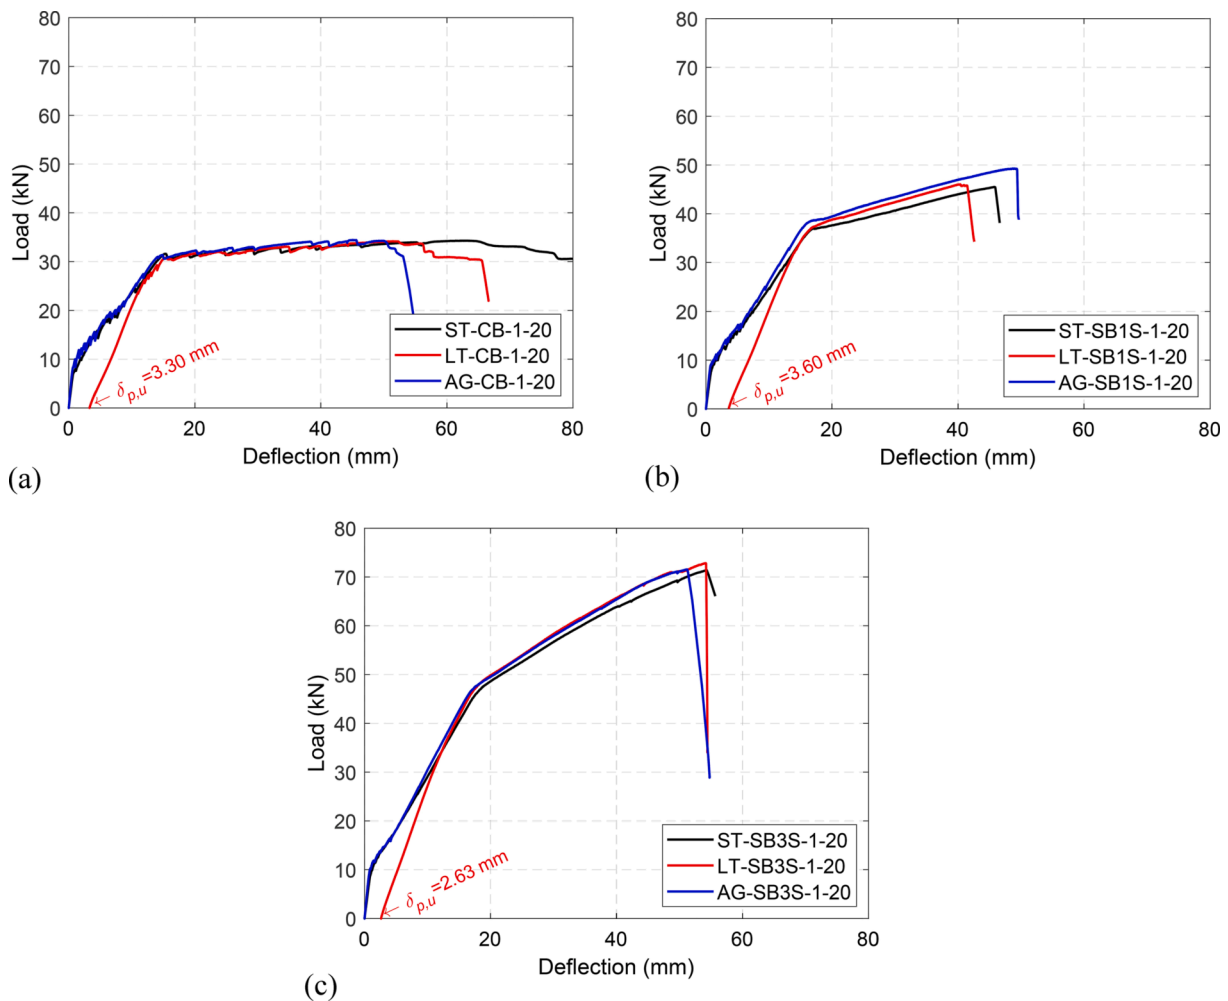 80
70
60
50
40
30
20
10
0
Load (kN)
0 20 40 60 80
Deflection (mm)
δp,u=3.30 mm
ST-CB-1-20
LT-CB-1-20
AG-CB-1-20
(a)
80
70
60
50
40
30
20
10
0
Load (kN)
0 20 40 60 80
Deflection (mm)
δp,u=3.60 mm
ST-SB1S-1-20
LT-SB1S-1-20
AG-SB1S-1-20
(b)
80
70
60
50
40
30
20
10
0
Load (kN)
0 20 40 60 80
Deflection (mm)
δp,u=2.63 mm
ST-SB3S-1-20
LT-SB3S-1-20
AG-SB3S-1-20
(c)